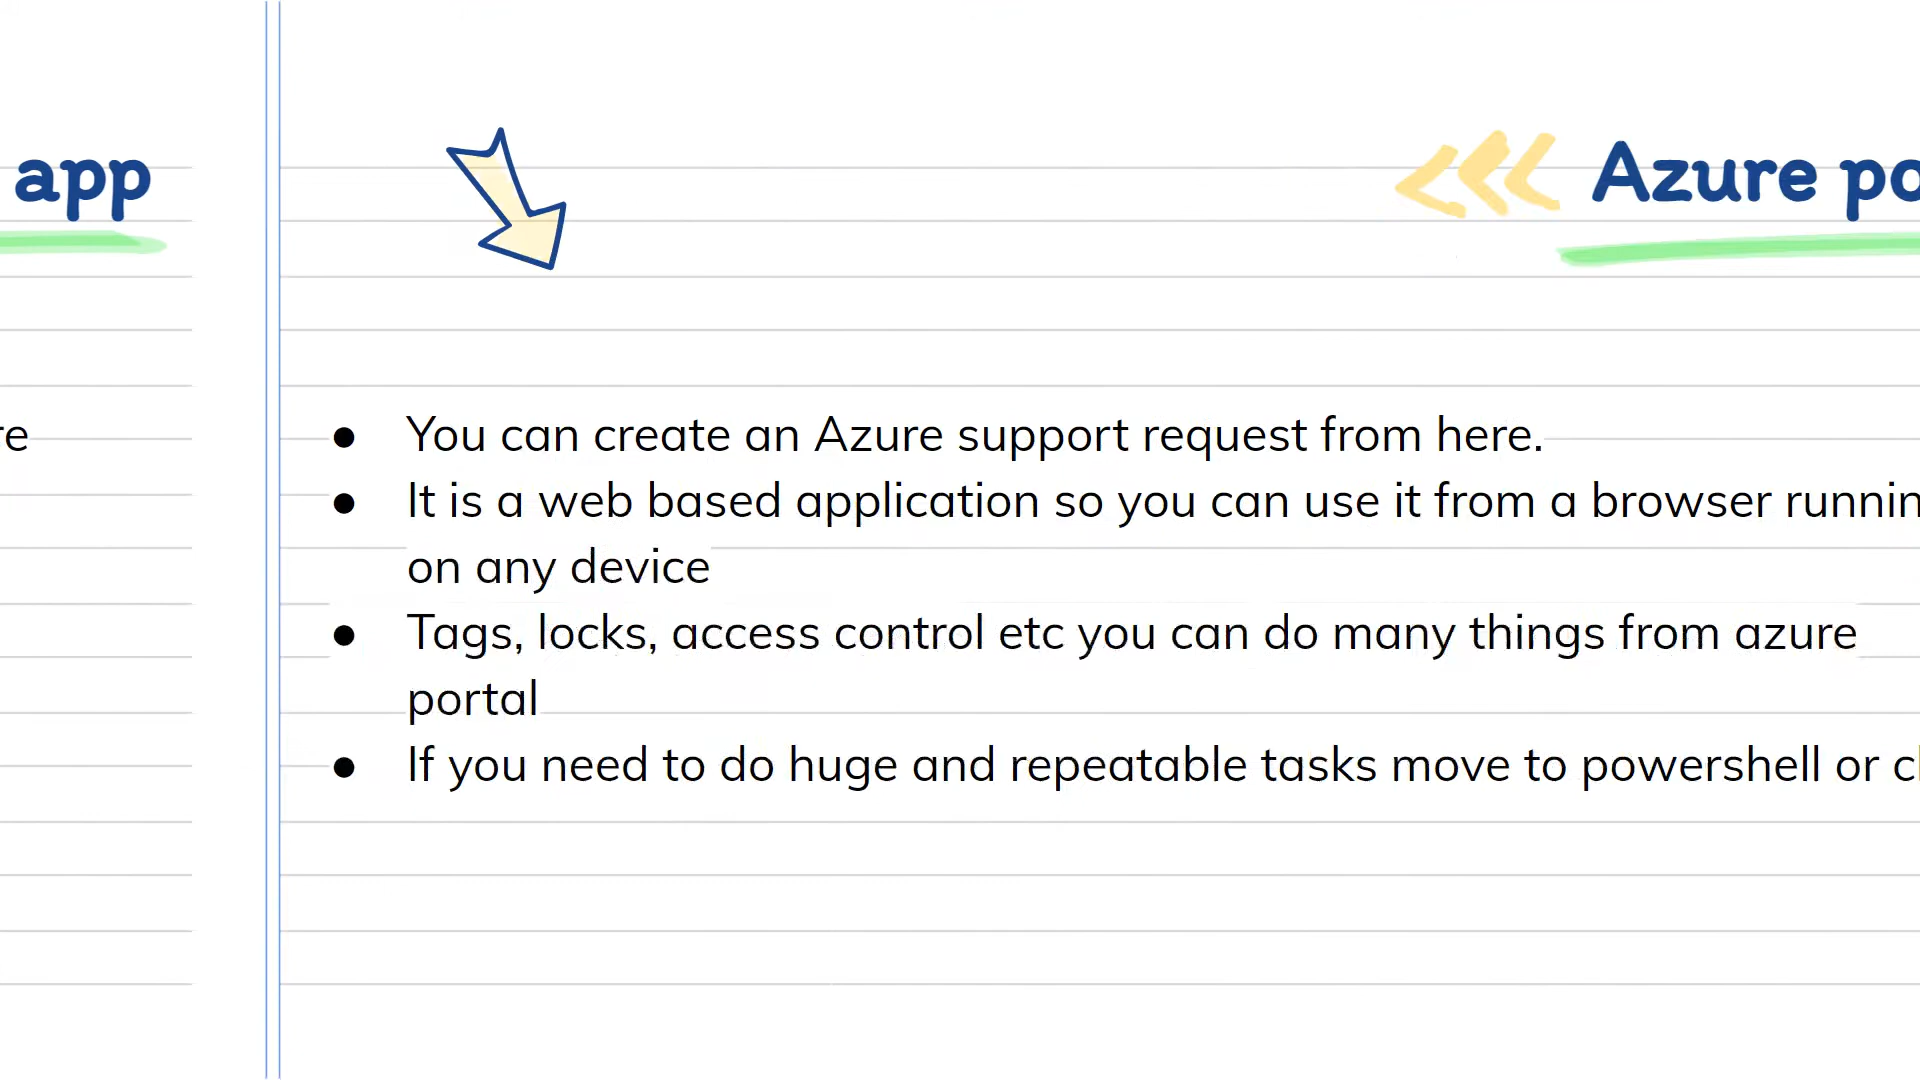 app
Azure po
re
You can create an Azure support request from here.
It is a web based application so you can use it from a browser runnin
on any device
Tags, locks, access control etc you can do many things from azure
portal
If you need to do huge and repeatable tasks move to powershell or cl